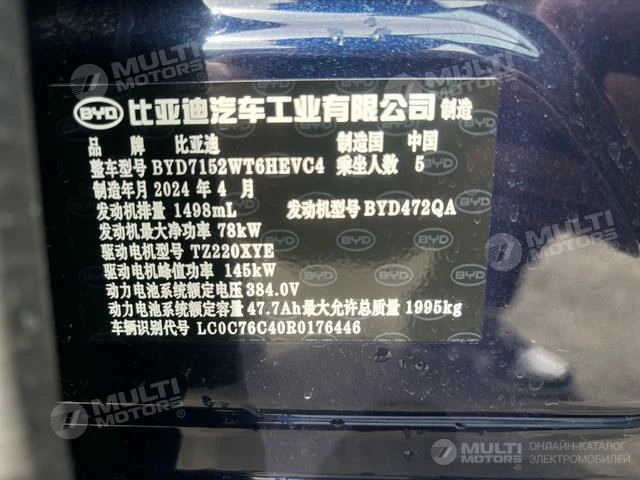 BYD 比亚迪汽车工业有限公司 制造
品 牌 比亚迪 制造国 中国
整车型号 BYD7152WT6HEVC4 乘坐人数 5
制造年月 2024 年 4 月
发动机排量 1498mL 发动机型号 BYD472QA
发动机最大净功率 78kW
驱动电机型号 TZ220XYE
驱动电机峰值功率 145kW
动力电池系统额定电压 384.0V
动力电池系统额定容量 47.7Ah 最大允许总质量 1995kg
车辆识别代号 LC0C76C40R0176446
MULTI MOTORS
MULTI MOTORS
MULTI MOTORS
MULTI MOTORS
MULTI MOTORS
ОНЛАЙН-КАТАЛОГ ЭЛЕКТРОМОБИЛЕЙ